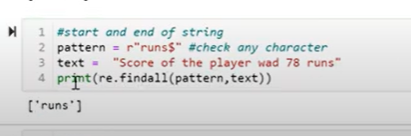 1 #start and end of string
2 pattern = r"runs$" #check any character
3 text = "Score of the player wad 78 runs"
4 print(re.findall(pattern,text))
['runs']